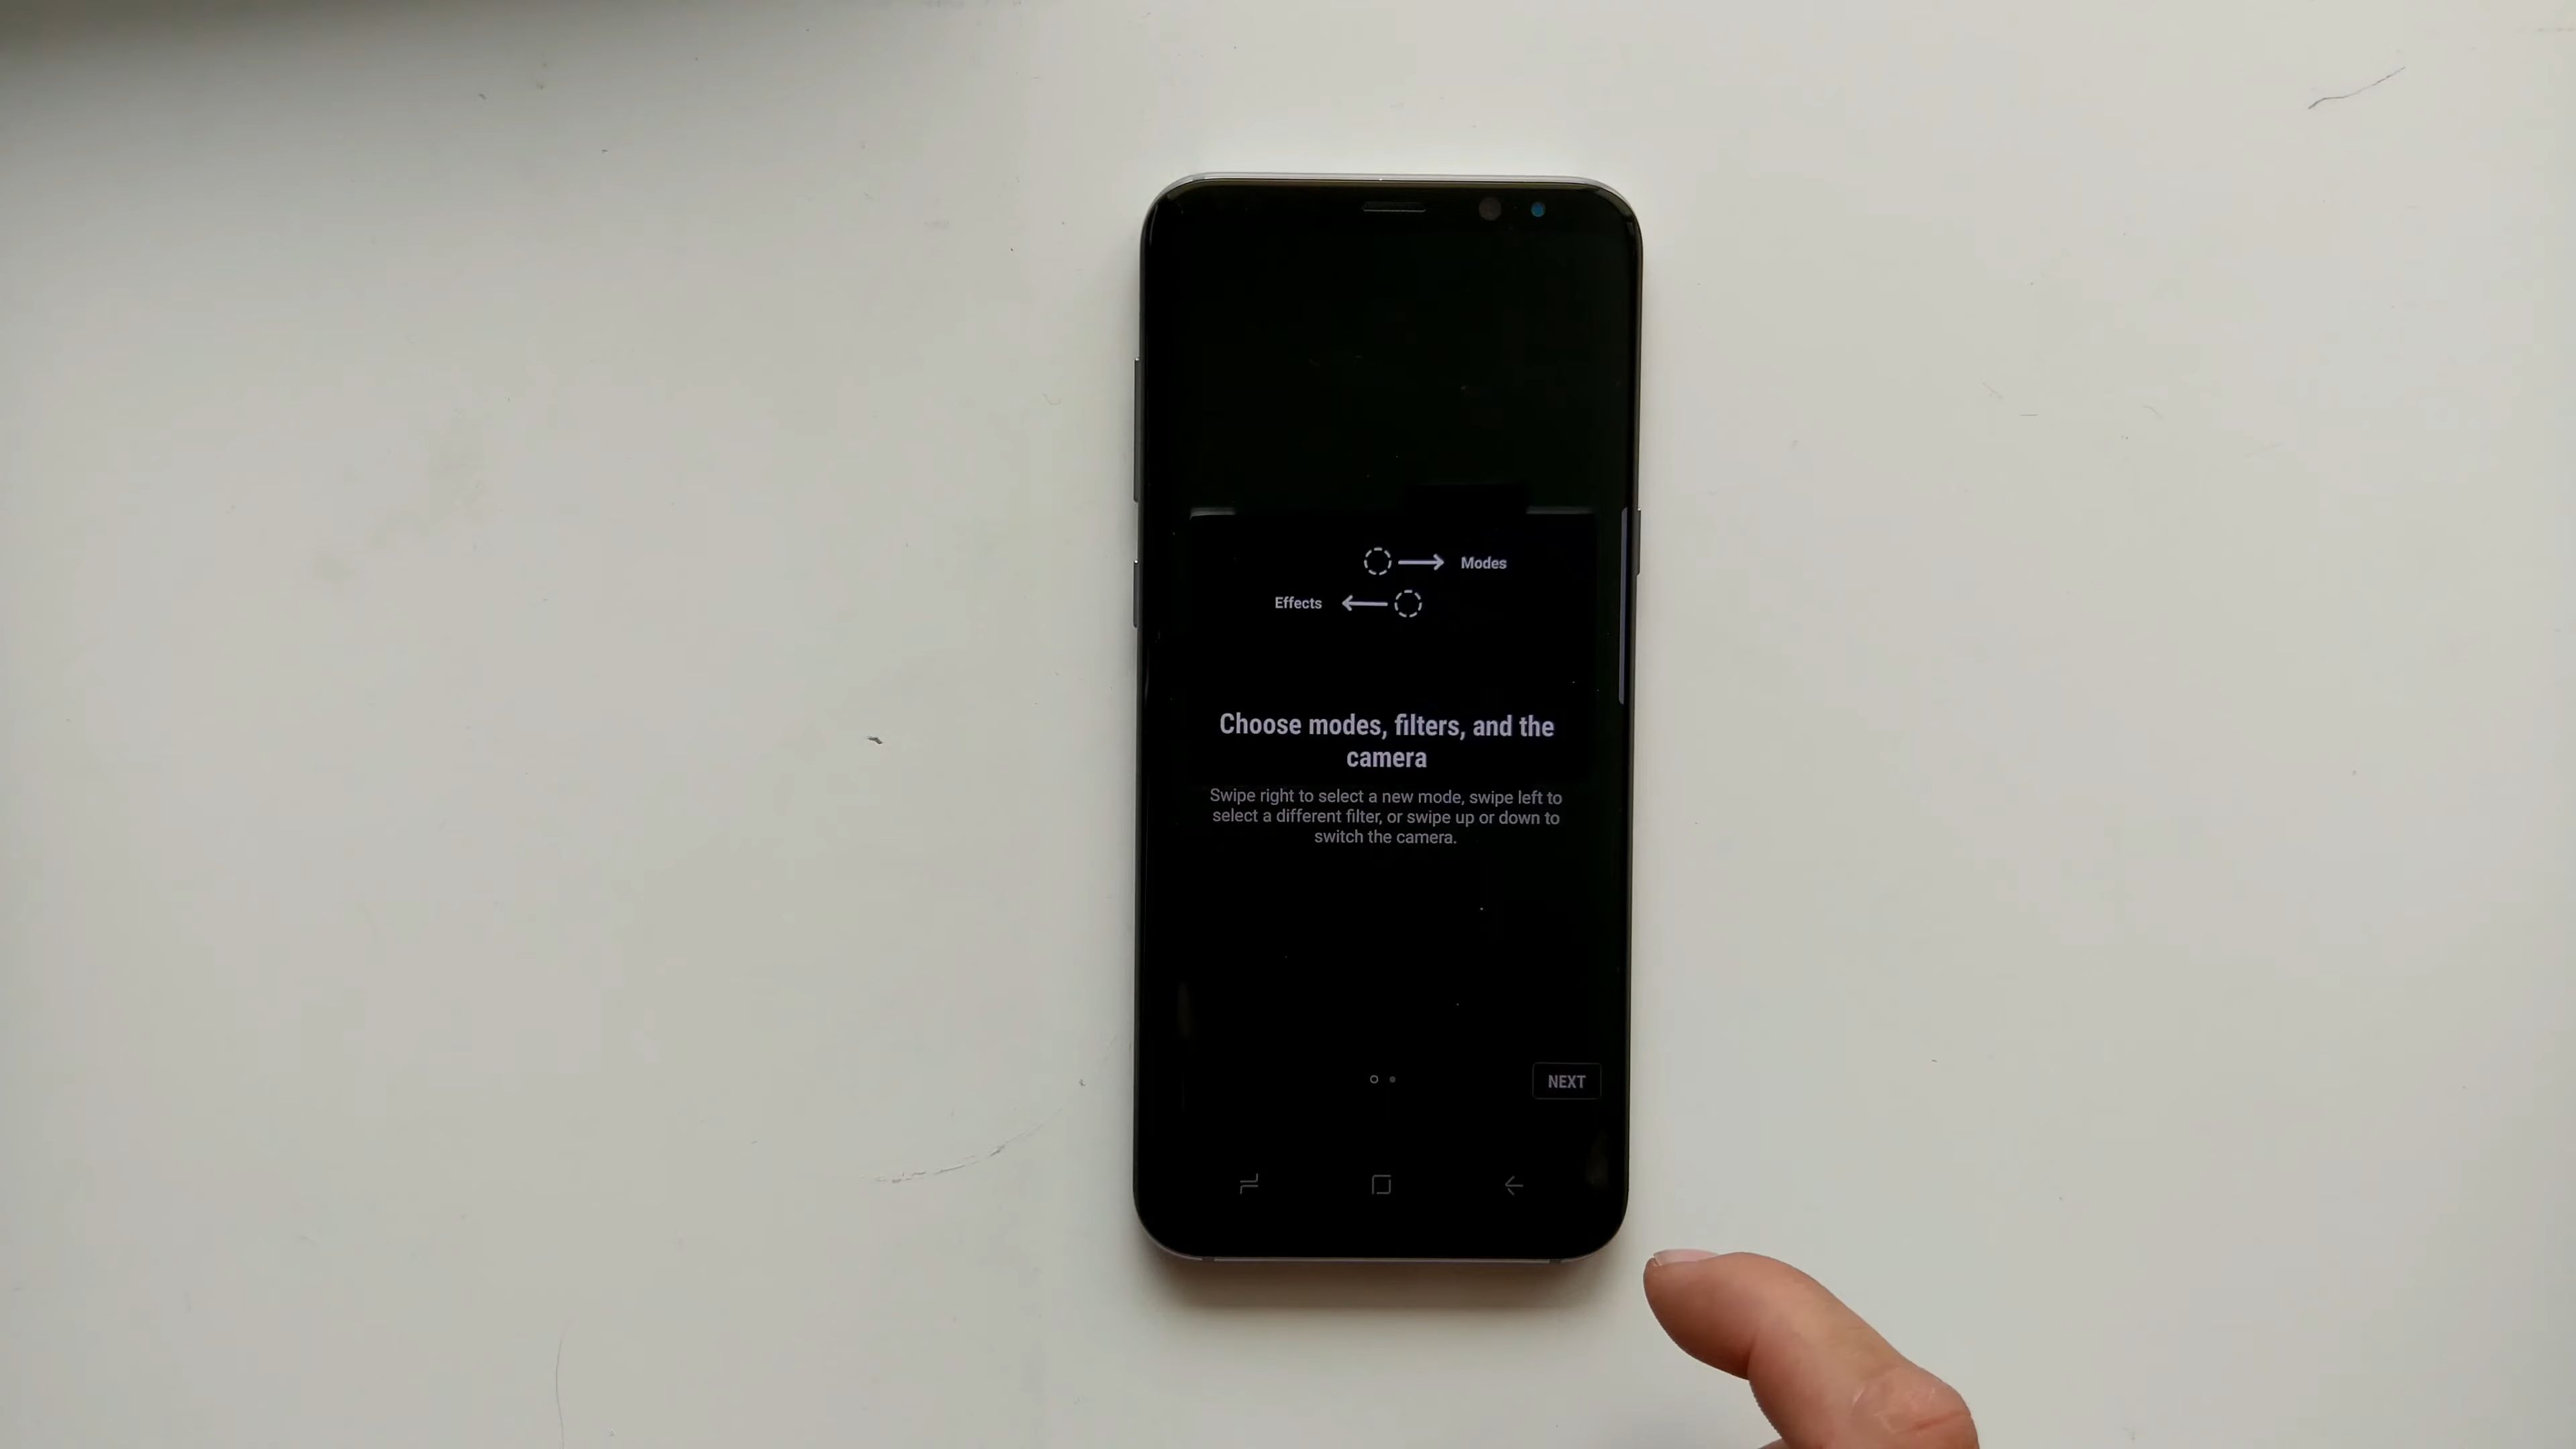 Modes
Effects
Choose modes, filters, and the
camera
Swipe right to select a new mode, swipe left to
select a different filter, or swipe up or down to
switch the camera.
NEXT